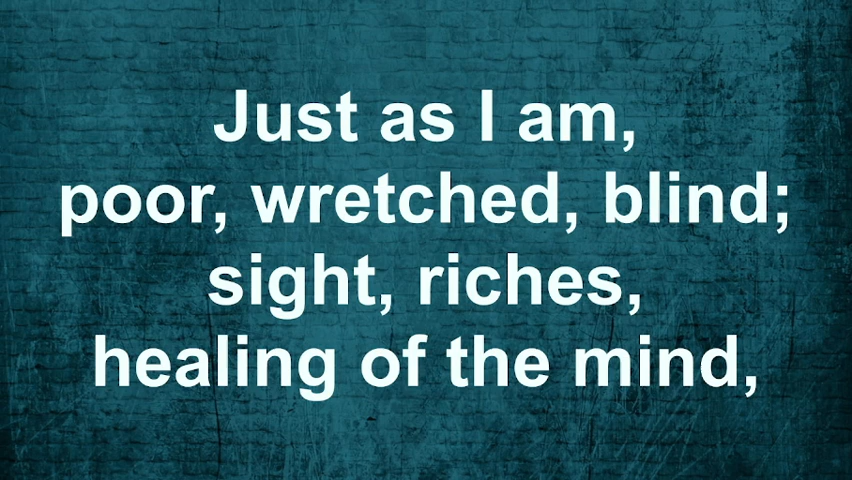 Just as I am,
poor, wretched, blind;
sight, riches,
healing of the mind,